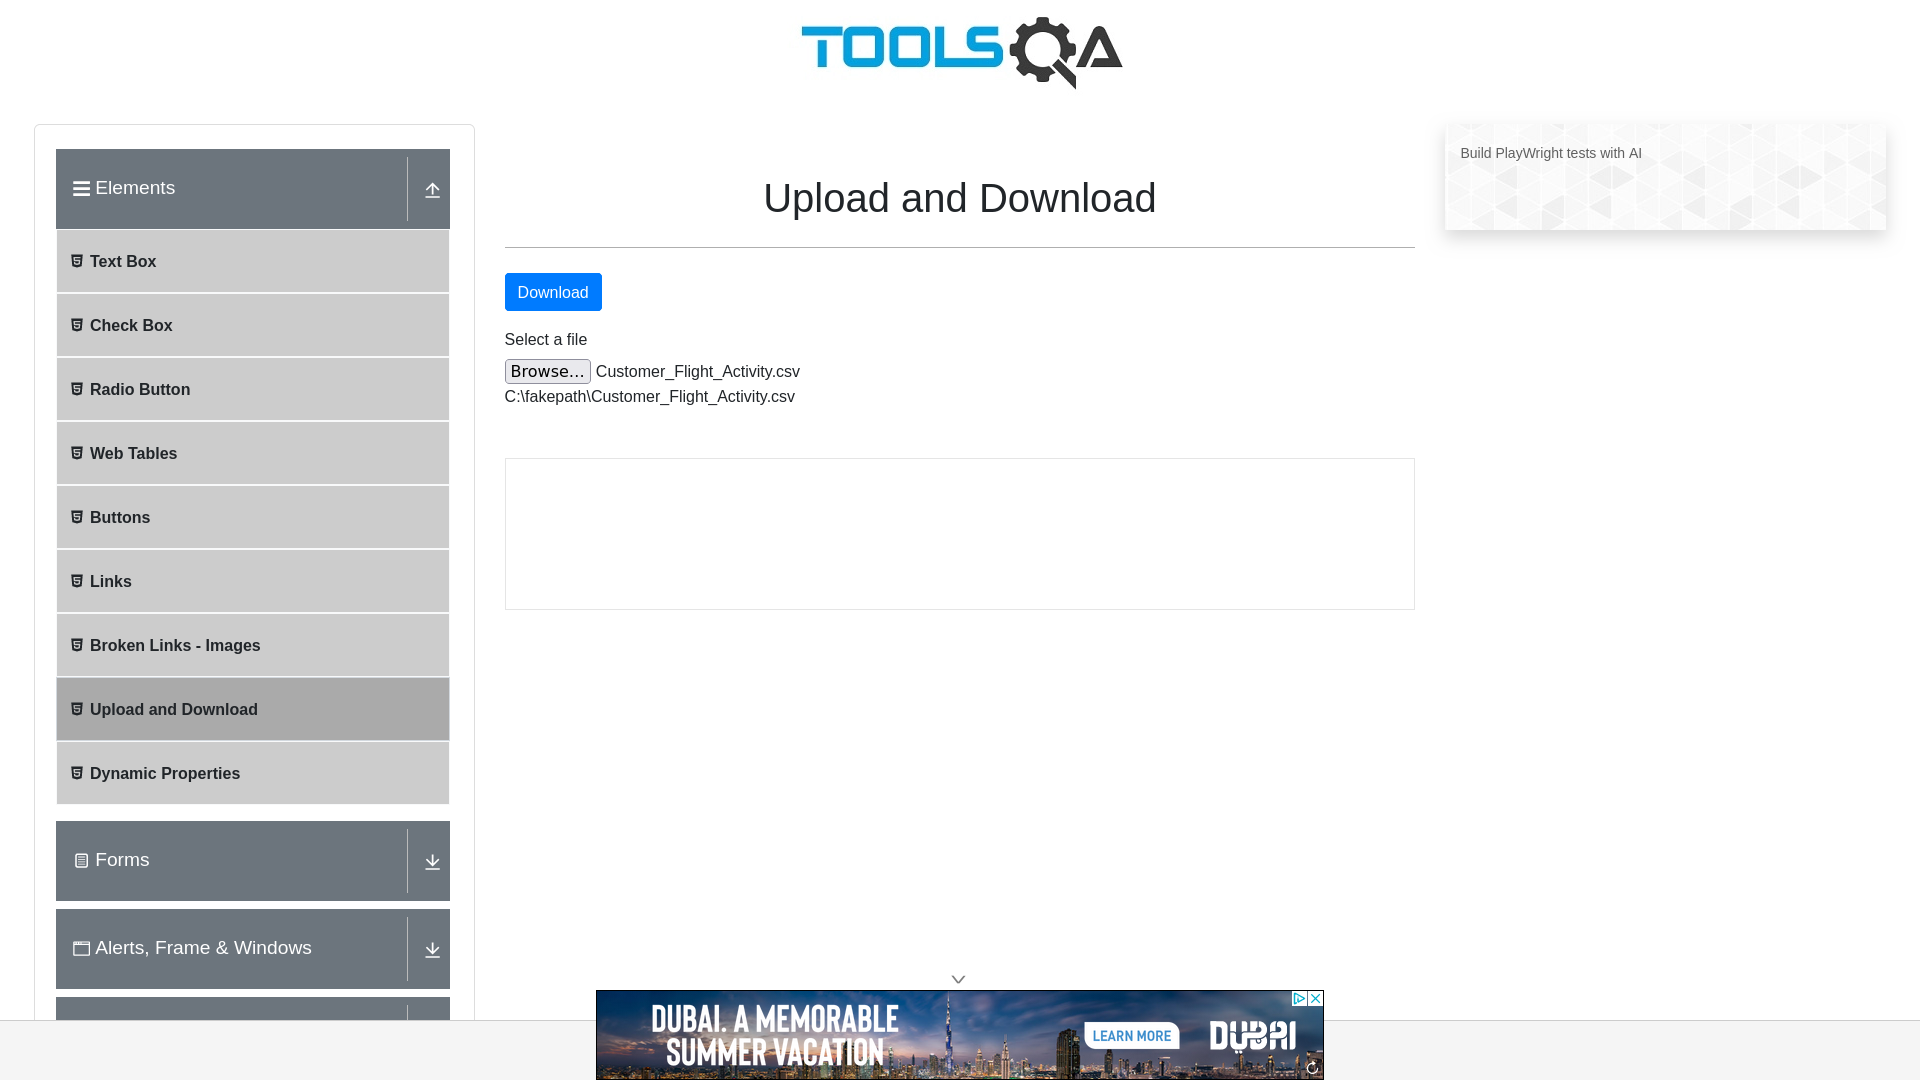 TOOLSQA
Elements
Text Box
Check Box
Radio Button
Web Tables
Buttons
Links
Broken Links - Images
Upload and Download
Dynamic Properties
Forms
Alerts, Frame & Windows
Upload and Download
Download
Select a file
Browse... Customer_Flight_Activity.csv
C:\fakepath\Customer_Flight_Activity.csv
Build PlayWright tests with AI
DUBAI. A MEMORABLE
SUMMER VACATION
LEARN MORE
DUBAI